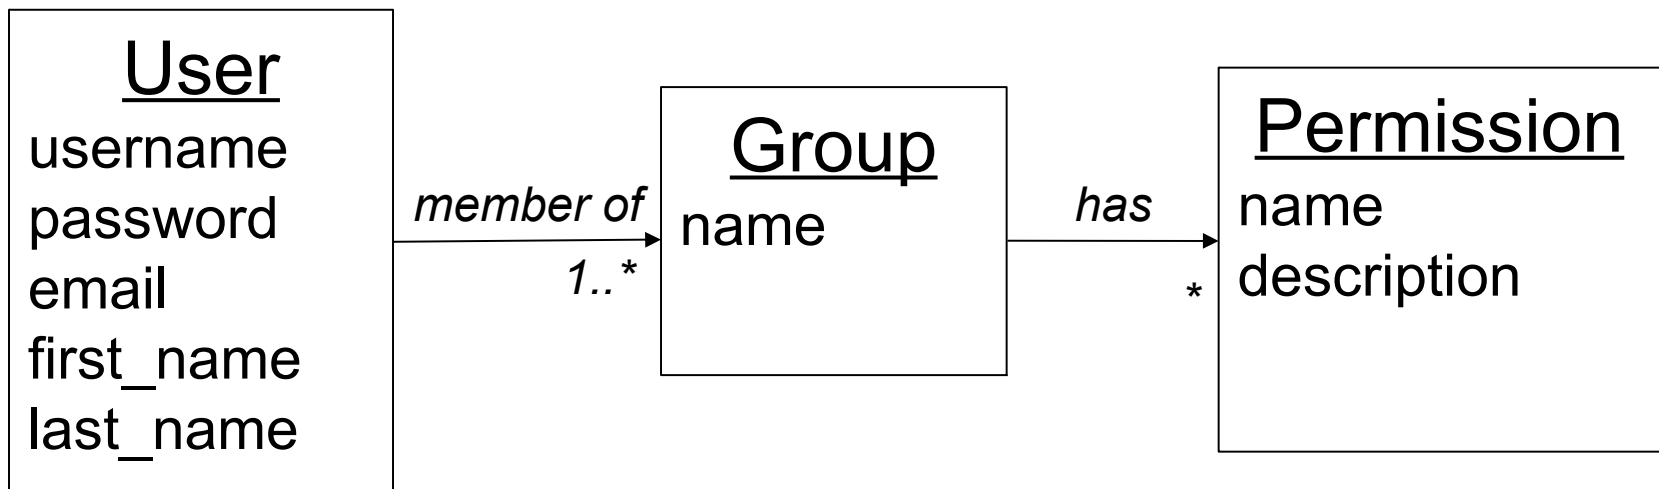 User
username
password
email
first_name
last_name
member of
1..*
Group
name
has
*
Permission
name
description